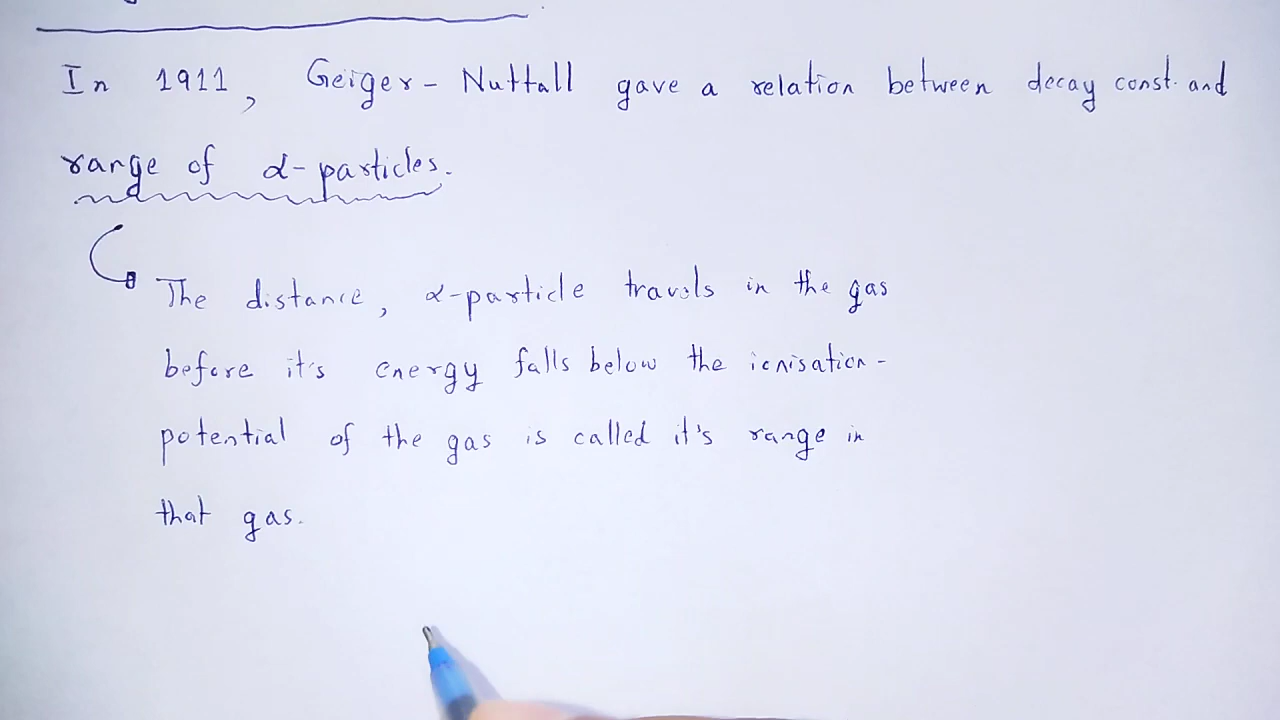 In 1911, Geiger - Nuttall gave a relation between decay const. and
range of α-particles.
The distance, α-particle travels in the gas
before it's energy falls below the ionisation -
potential of the gas is called it's range in
that gas.